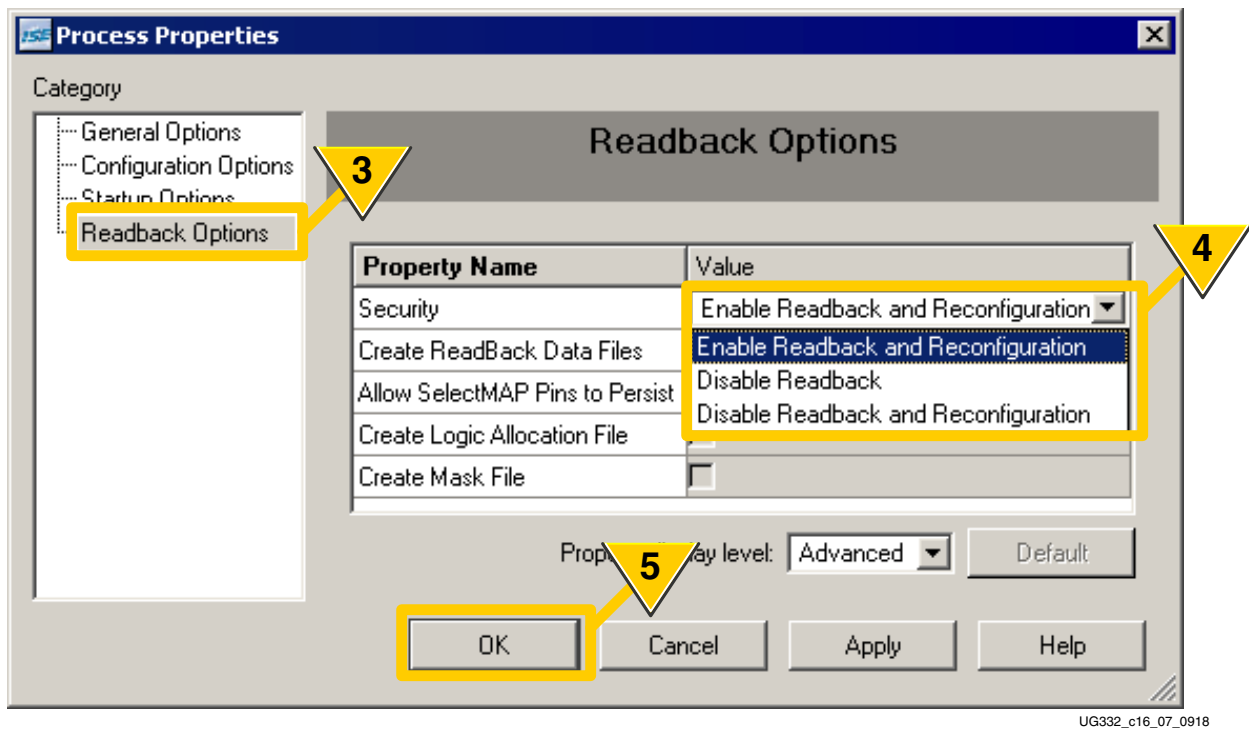 ISE Process Properties
Category
General Options
Configuration Options
Startup Options
Readback Options
3
Readback Options
4
Property Name Value
Security Enable Readback and Reconfiguration
Create ReadBack Data Files Enable Readback and Reconfiguration
Allow SelectMAP Pins to Persist Disable Readback
Disable Readback and Reconfiguration
Create Logic Allocation File
Create Mask File
level: Advanced Default
5
OK Cancel Apply Help
UG332_c16_07_0918